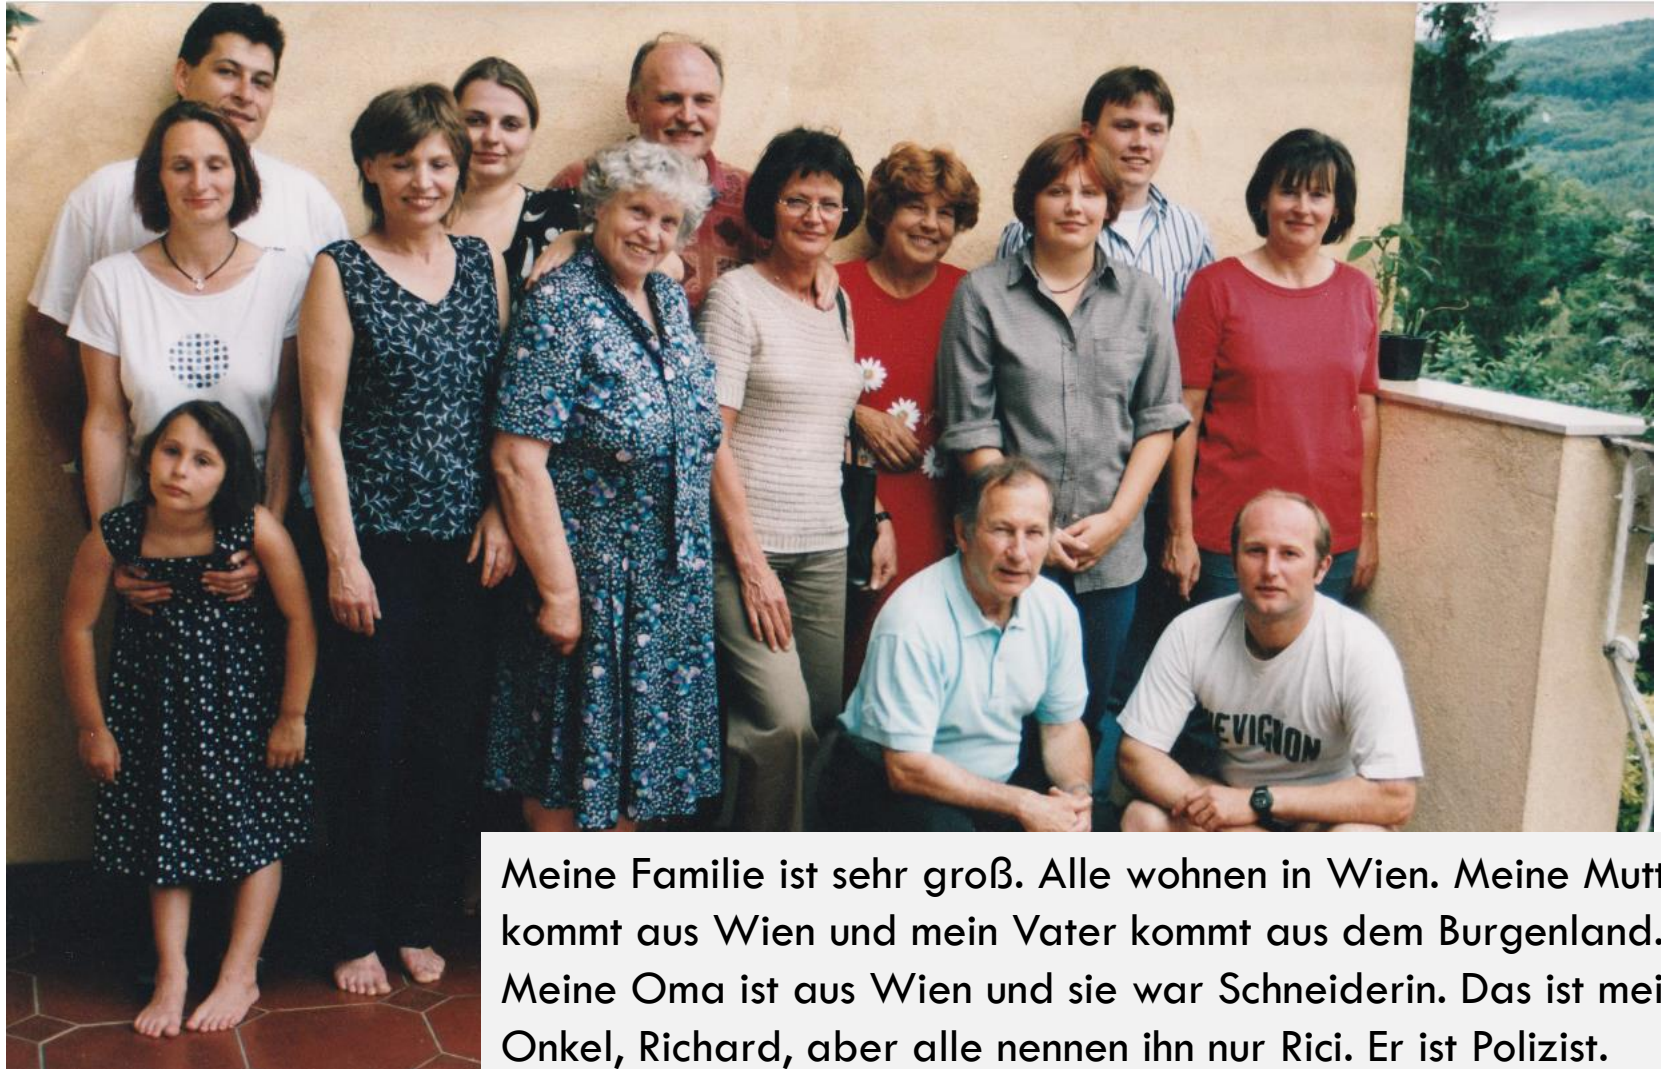 EVIGNON
Meine Familie ist sehr groß. Alle wohnen in Wien. Meine Mutt
kommt aus Wien und mein Vater kommt aus dem Burgenland.
Meine Oma ist aus Wien und sie war Schneiderin. Das ist mei
Onkel, Richard, aber alle nennen ihn nur Rici. Er ist Polizist.